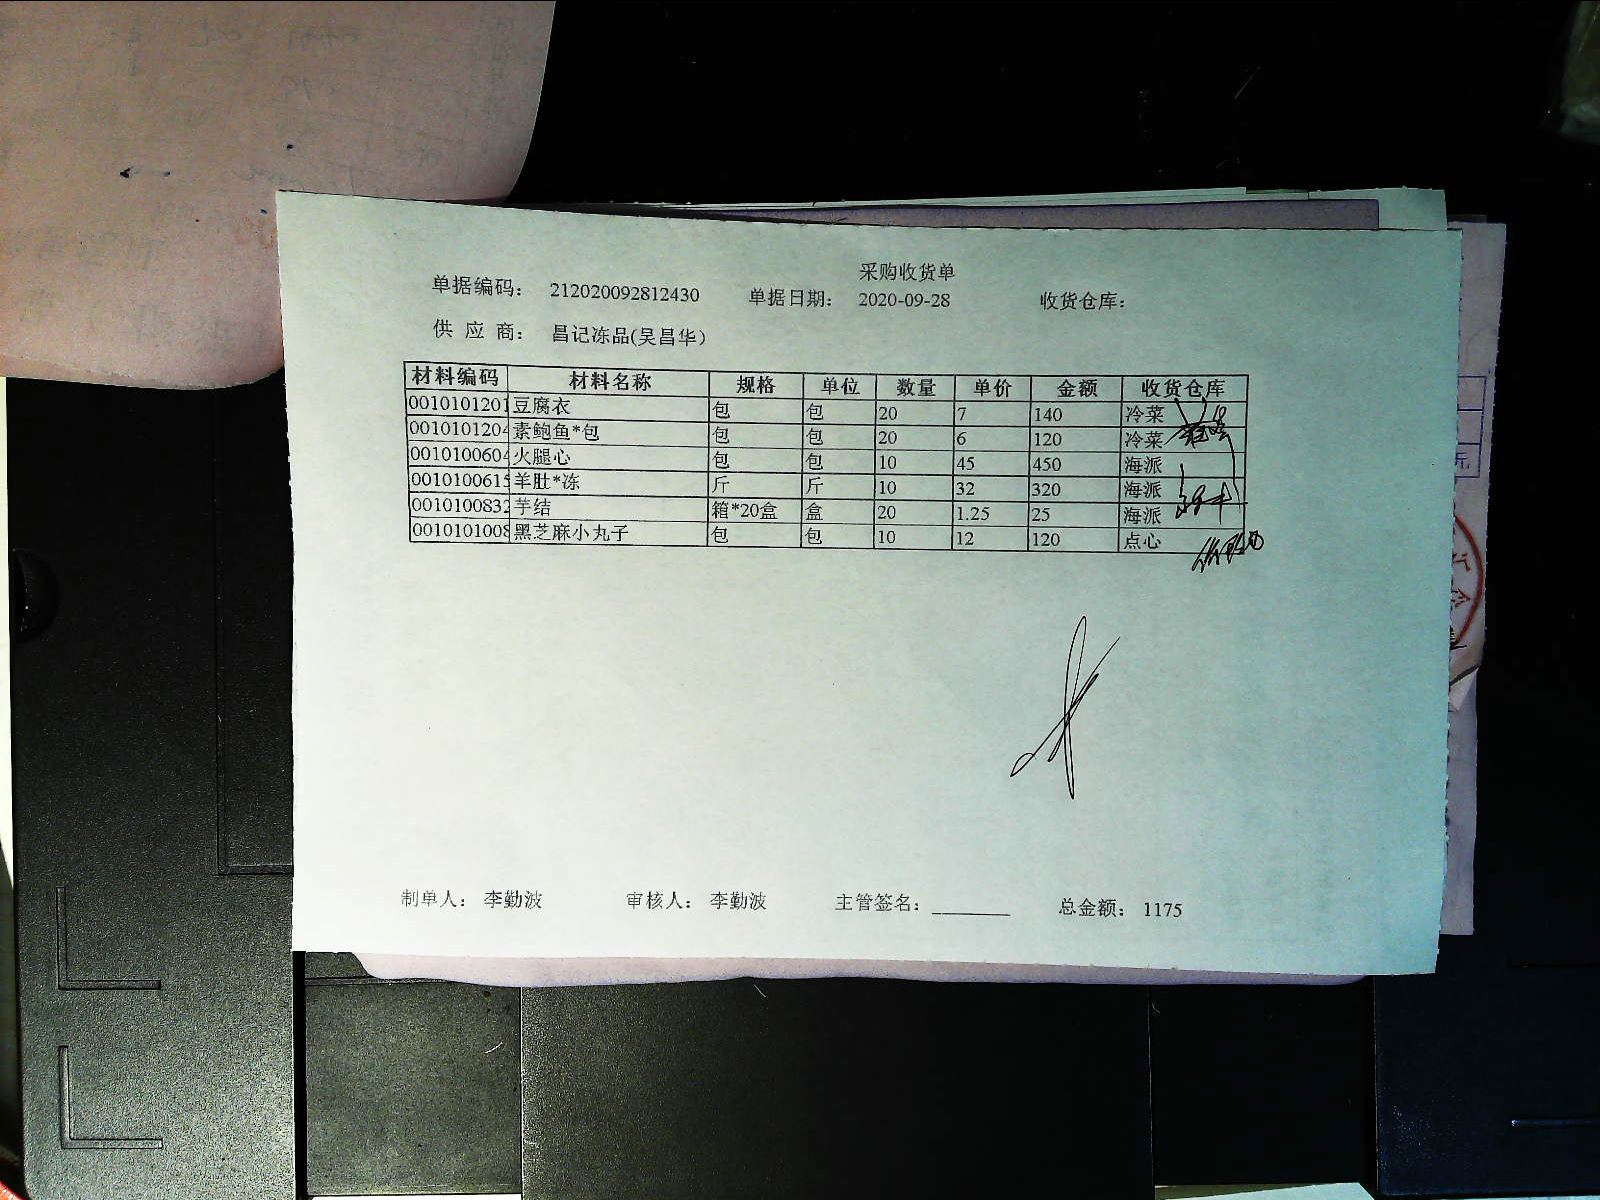 采购收货单
单据编码： 212020092812430 单据日期： 2020-09-28 收货仓库：
供 应 商： 昌记冻品(吴昌华）
材料编码 材料名称 规格 单位 数量 单价 金额 收货仓库
0010101201 豆腐衣 包 包 20 7 140 冷菜
0010101204 素鲍鱼*包 包 包 20 6 120 冷菜
0010100604 火腿心 包 包 10 45 450 海派
0010100615 羊肚*冻 斤 斤 10 32 320 海派
0010100832 芋结 箱*20盒 盒 20 1.25 25 海派
0010101008 黑芝麻小丸子 包 包 10 12 120 点心
制单人： 李勤波 审核人： 李勤波 主管签名：________ 总金额： 1175
元